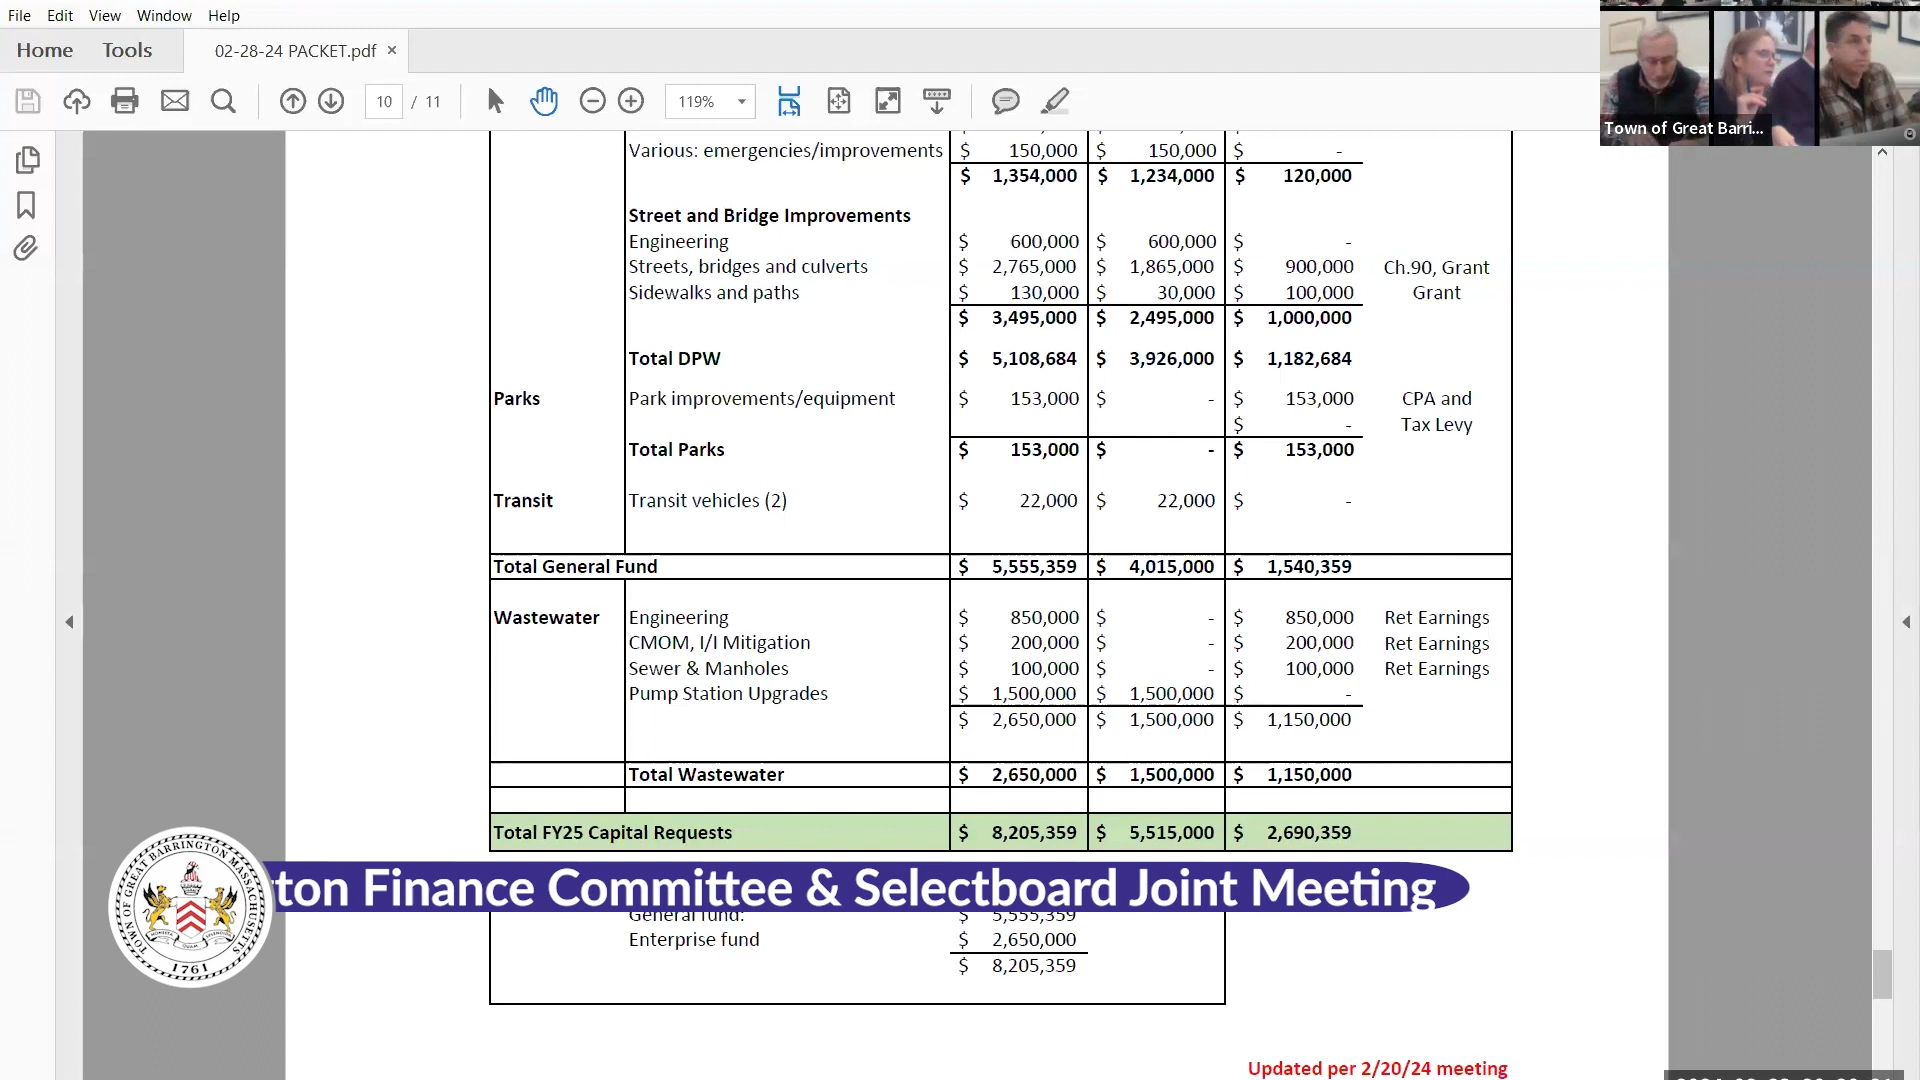 File Edit View Window Help
Home Tools 02-28-24 PACKET.pdf ×
10 / 11 119%
Town of Great Barri...
Various: emergencies/improvements $ 150,000 $ 150,000 $ -
$ 1,354,000 $ 1,234,000 $ 120,000
Street and Bridge Improvements
Engineering $ 600,000 $ 600,000 $ -
Streets, bridges and culverts $ 2,765,000 $ 1,865,000 $ 900,000 Ch.90, Grant
Sidewalks and paths $ 130,000 $ 30,000 $ 100,000 Grant
$ 3,495,000 $ 2,495,000 $ 1,000,000
Total DPW $ 5,108,684 $ 3,926,000 $ 1,182,684
Parks Park improvements/equipment $ 153,000 $ - $ 153,000 CPA and
$ - Tax Levy
Total Parks $ 153,000 $ - $ 153,000
Transit Transit vehicles (2) $ 22,000 $ 22,000 $ -
Total General Fund $ 5,555,359 $ 4,015,000 $ 1,540,359
Wastewater Engineering $ 850,000 $ - $ 850,000 Ret Earnings
CMOM, I/I Mitigation $ 200,000 $ - $ 200,000 Ret Earnings
Sewer & Manholes $ 100,000 $ - $ 100,000 Ret Earnings
Pump Station Upgrades $ 1,500,000 $ 1,500,000 $ -
$ 2,650,000 $ 1,500,000 $ 1,150,000
Total Wastewater $ 2,650,000 $ 1,500,000 $ 1,150,000
Total FY25 Capital Requests $ 8,205,359 $ 5,515,000 $ 2,690,359
TOWN OF GREAT BARRINGTON MASSACHUSETTS
1761
ton Finance Committee & Selectboard Joint Meeting
General fund: $ 5,555,359
Enterprise fund $ 2,650,000
$ 8,205,359
Updated per 2/20/24 meeting